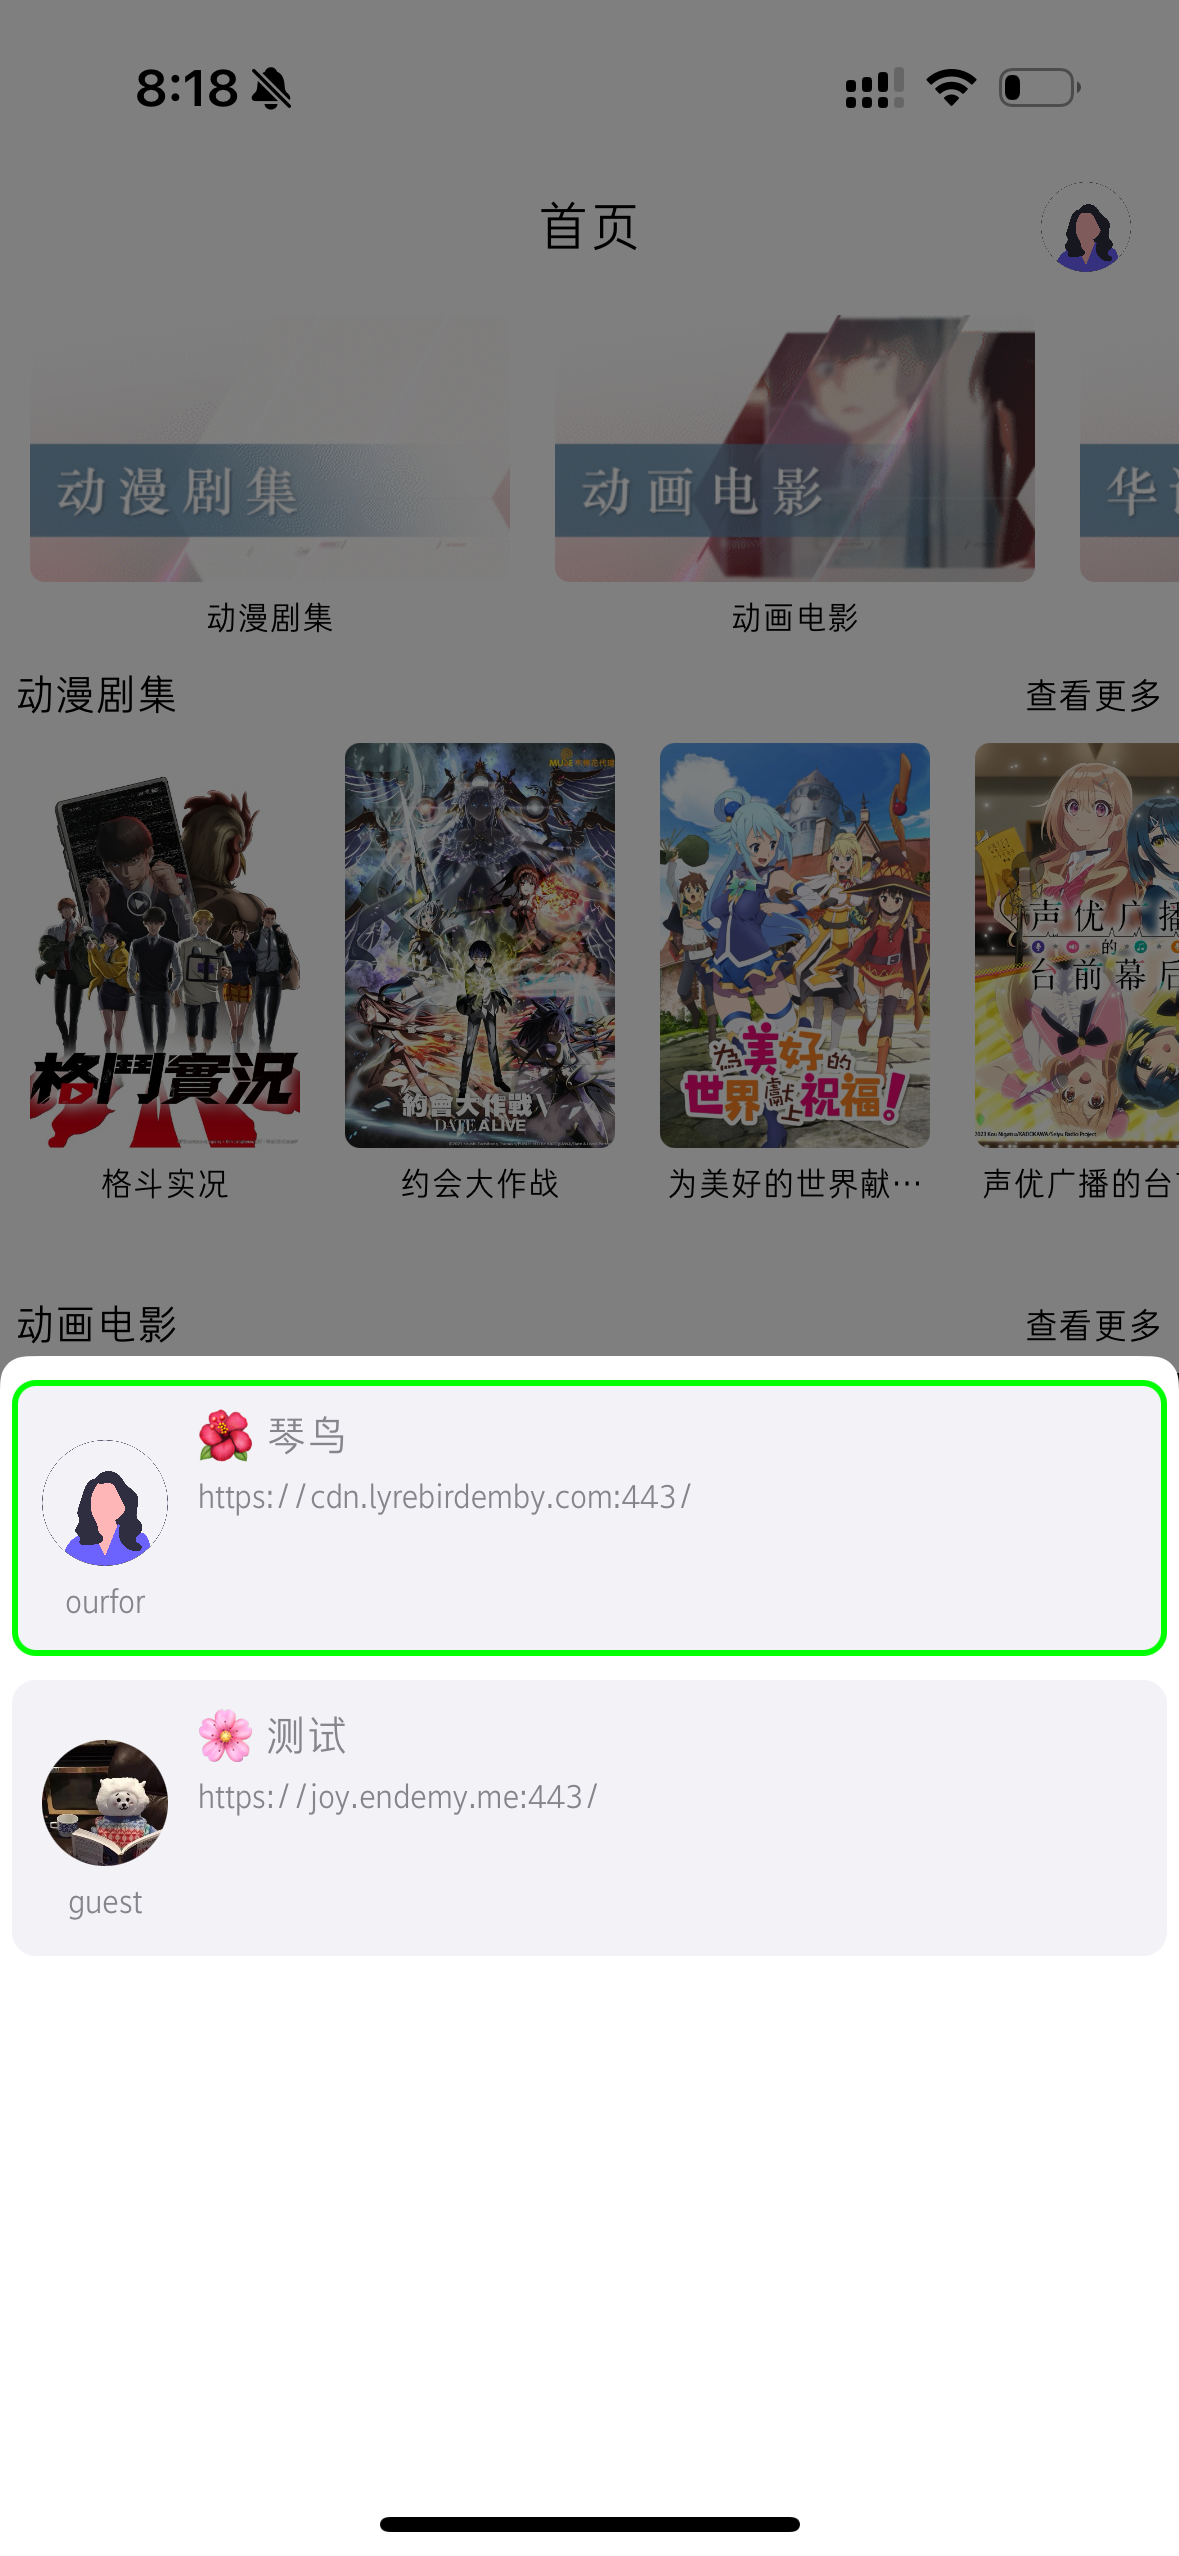 8:18
首页
动漫剧集
动画电影
动漫剧集
动画电影
动漫剧集
查看更多
格鬥實況
約會大作戰V
DATE A LIVE
為美好的
世界獻上祝福!
声优广播
的
台前幕后
格斗实况
约会大作战
为美好的世界献…
声优广播的台
动画电影
查看更多
琴鸟
https://cdn.lyrebirdemby.com:443/
ourfor
测试
https://joy.endemy.me:443/
guest